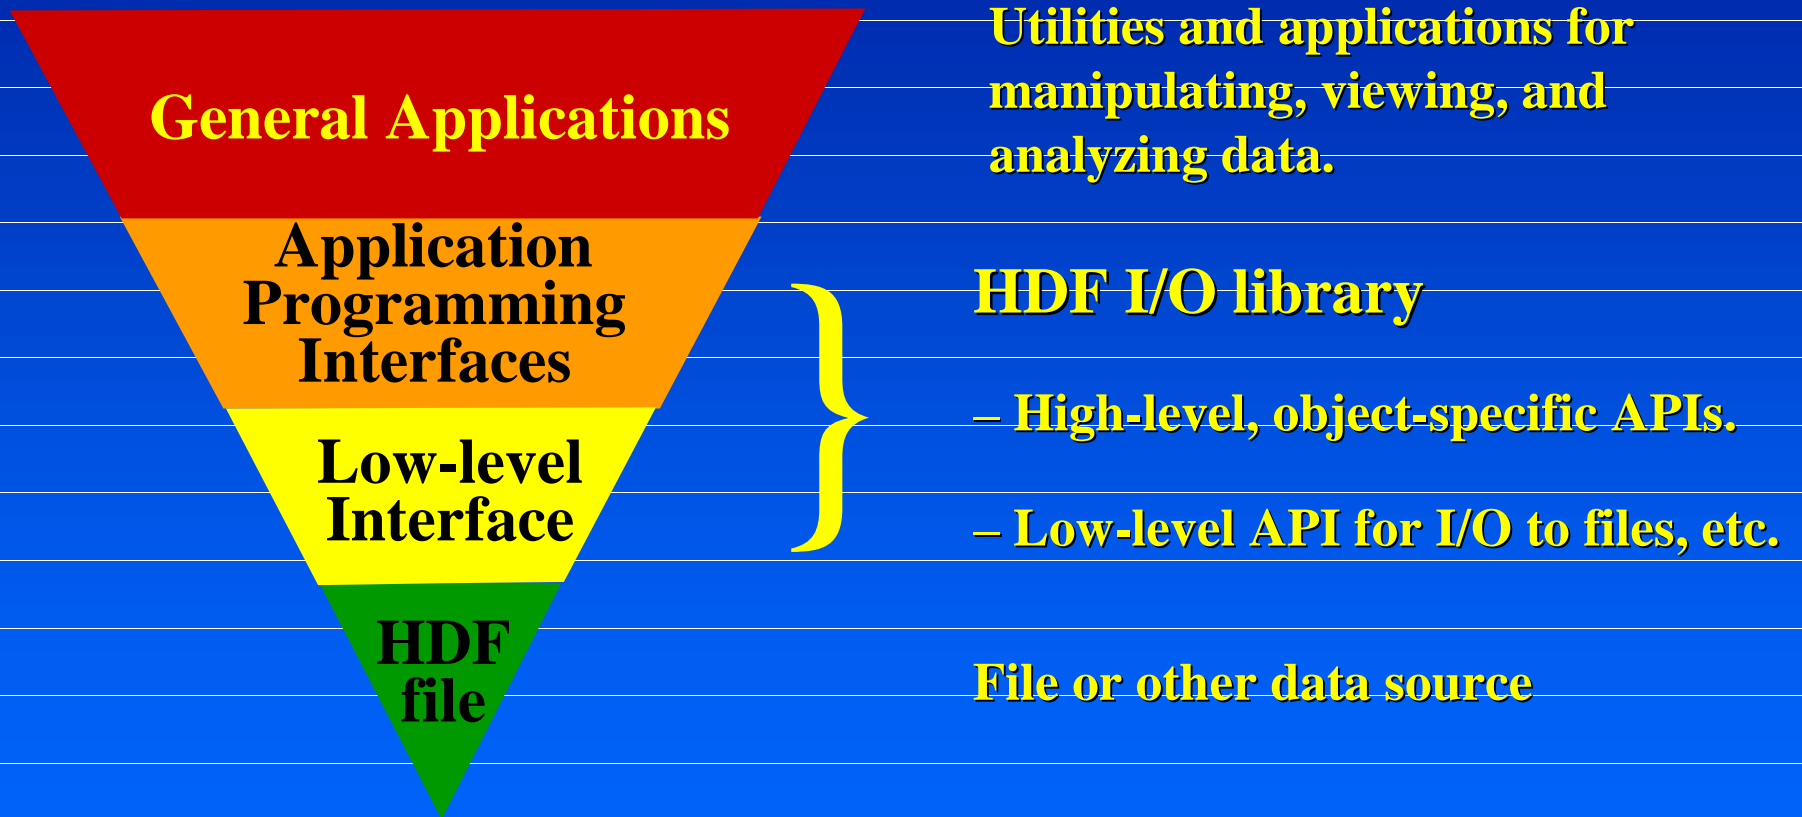 General Applications
Utilities and applications for
manipulating, viewing, and
analyzing data.
Application
Programming
Interfaces
Low-level
Interface
HDF I/O library
– High-level, object-specific APIs.
– Low-level API for I/O to files, etc.
HDF
file
File or other data source